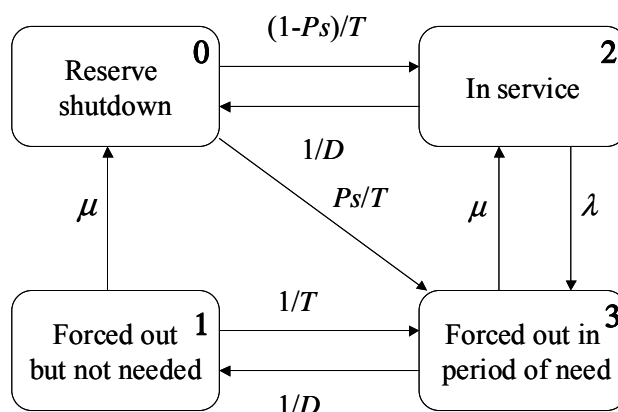 (1-Ps)/T
0
Reserve
shutdown
2
In service
1/D
Ps/T
μ
μ
λ
1/T
1
Forced out
but not needed
3
Forced out in
period of need
1/D